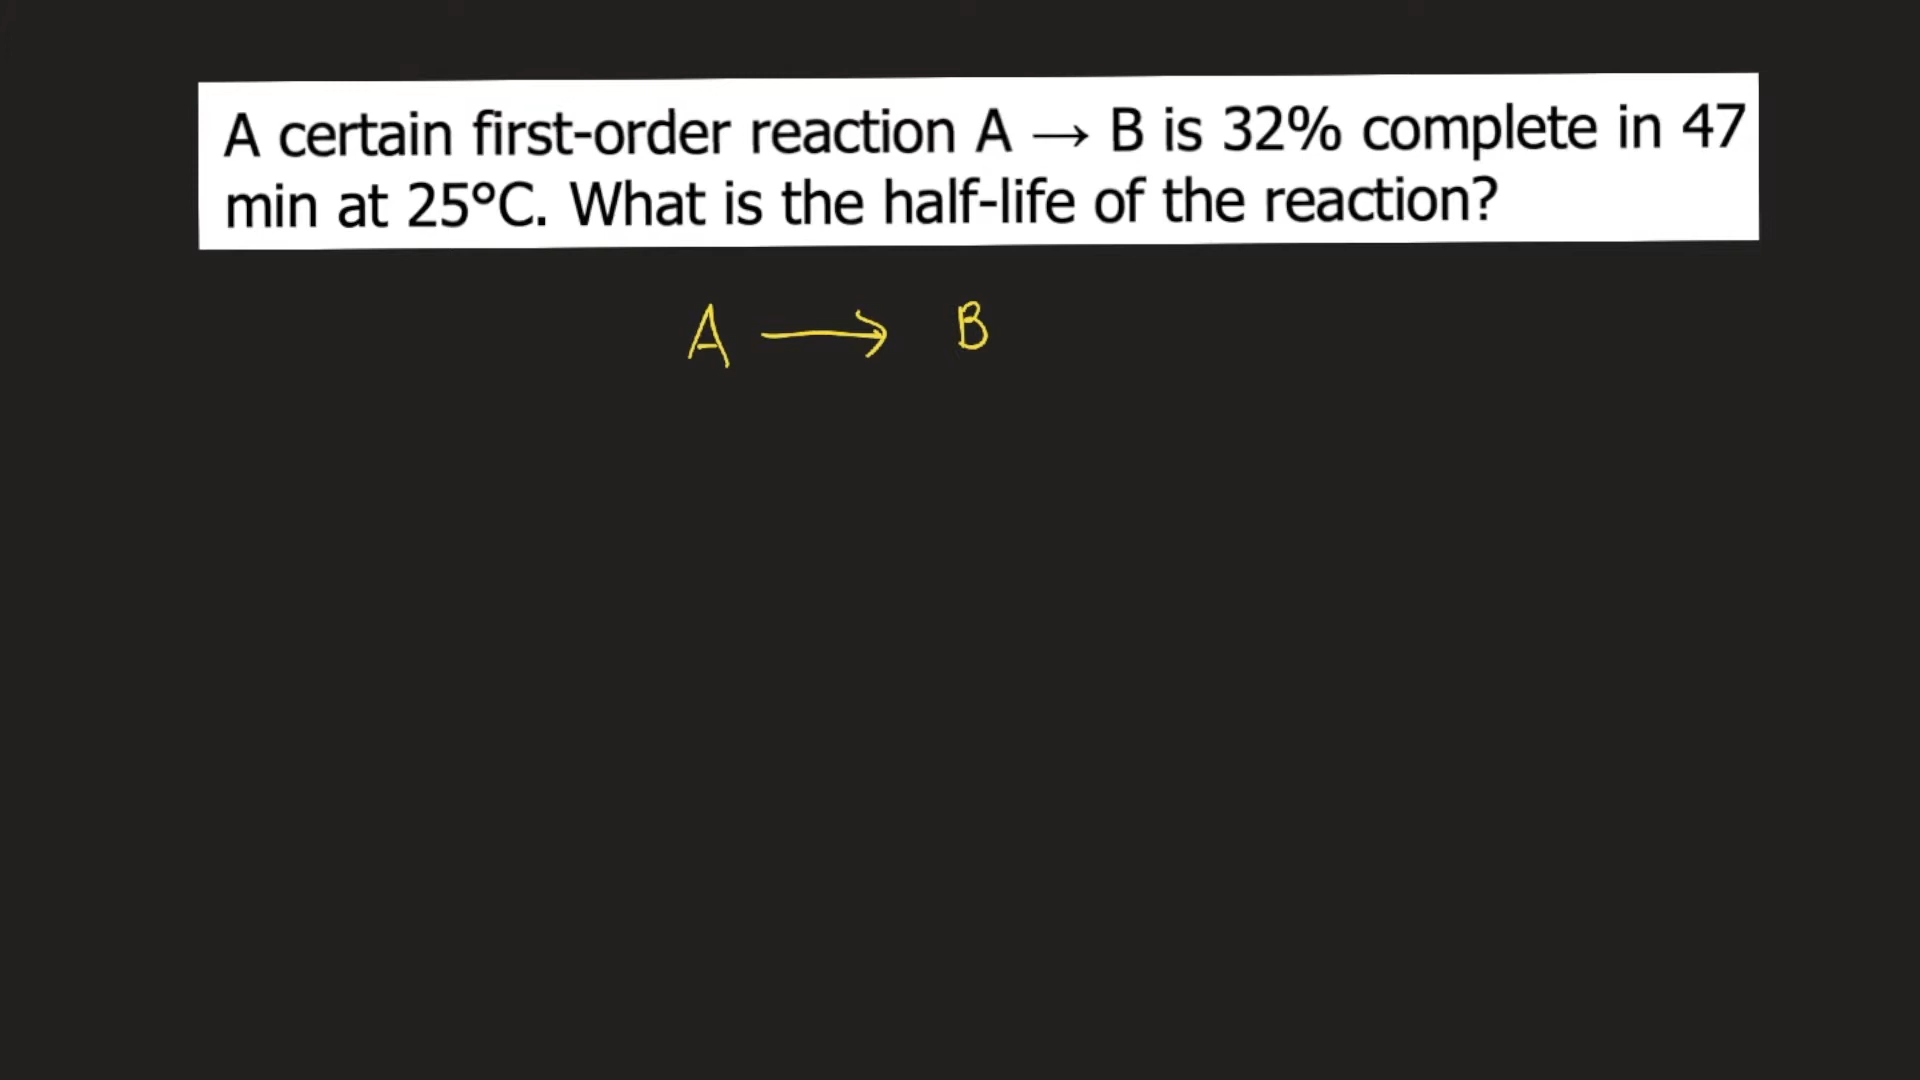 A certain first-order reaction A → B is 32% complete in 47
min at 25°C. What is the half-life of the reaction?
A → B